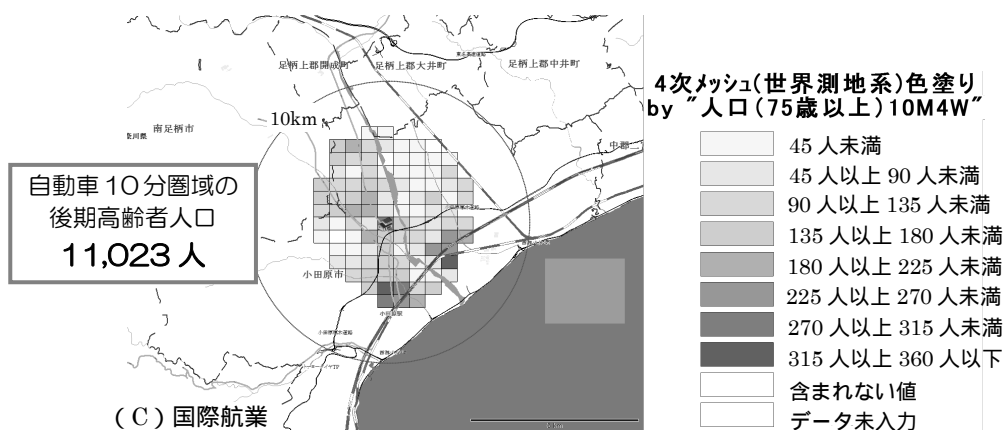 足柄上郡開成町
足柄上郡大井町
足柄上郡中井町
10km
南足柄市
中郡二
自動車10分圏域の
後期高齢者人口
11,023人
小田原市
小田原駅
(C)国際航業
4次メッシュ(世界測地系)色塗り
by "人口(75歳以上)10M4W"
45人未満
45人以上90人未満
90人以上135人未満
135人以上180人未満
180人以上225人未満
225人以上270人未満
270人以上315人未満
315人以上360人以下
含まれない値
データ未入力